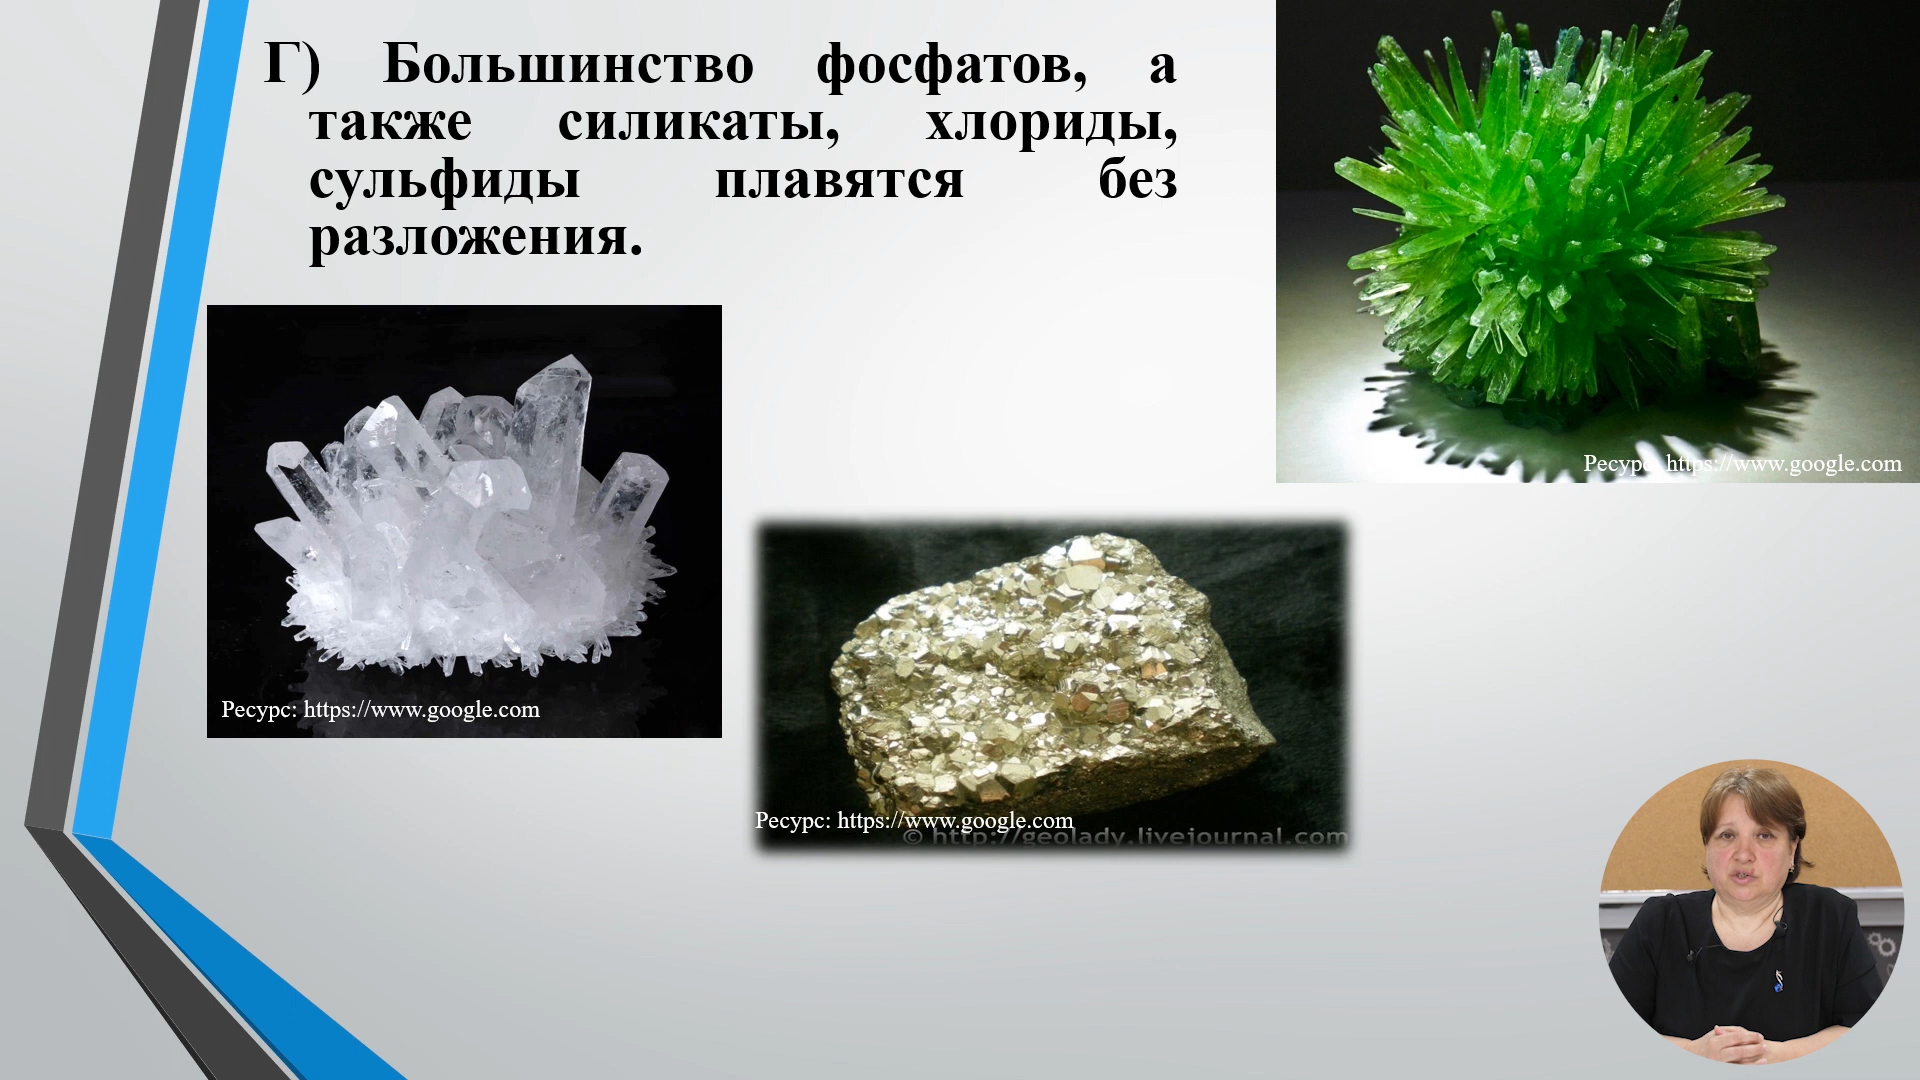 Г) Большинство фосфатов, а
также силикаты, хлориды,
сульфиды плавятся без
разложения.
Ресурс: https://www.google.com
Ресурс: https://www.google.com
Ресурс: https://www.google.com
© http://geolady.livejournal.com